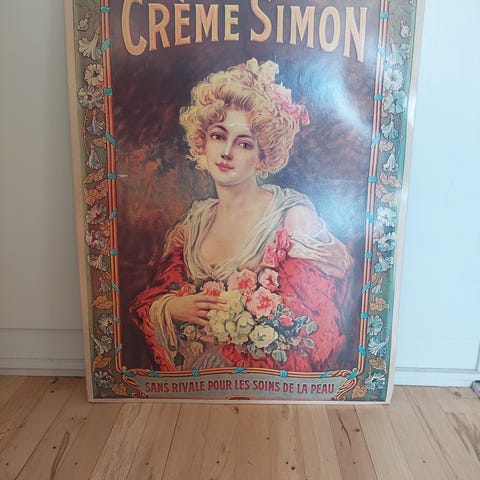 CRÈME SIMON
SANS RIVALE POUR LES SOINS DE LA PEAU